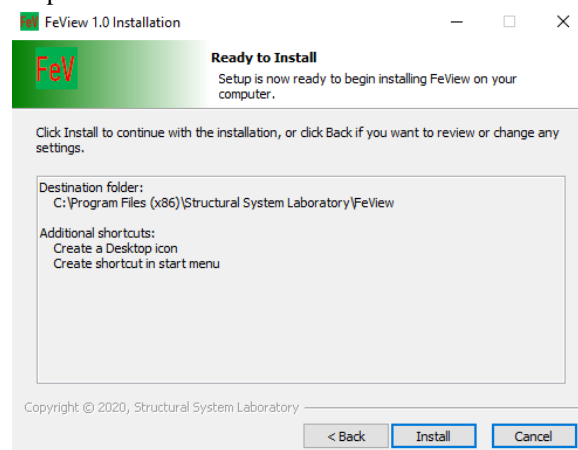 FeV FeView 1.0 Installation
FeV
Ready to Install
Setup is now ready to begin installing FeView on your
computer.
Click Install to continue with the installation, or click Back if you want to review or change any
settings.
Destination folder:
C:\Program Files (x86)\Structural System Laboratory\FeView
Additional shortcuts:
Create a Desktop icon
Create shortcut in start menu
Copyright © 2020, Structural System Laboratory
< Back Install Cancel